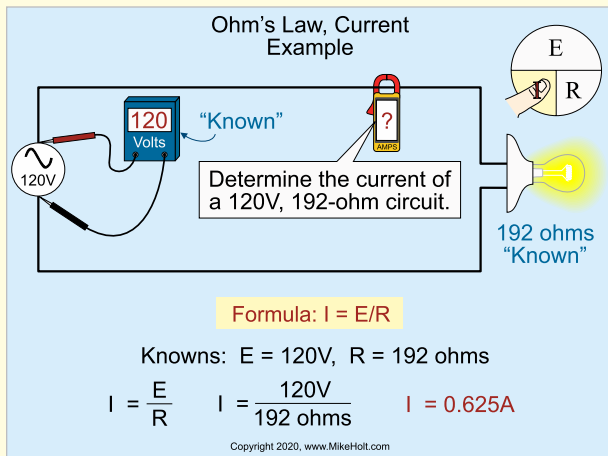 Ohm's Law, Current
Example
E
I R
120
Volts
"Known"
?
AMPS
120V
Determine the current of
a 120V, 192-ohm circuit.
192 ohms
"Known"
Formula: I = E/R
Knowns: E = 120V, R = 192 ohms
I = E/R I = 120V/192 ohms I = 0.625A
Copyright 2020, www.MikeHolt.com